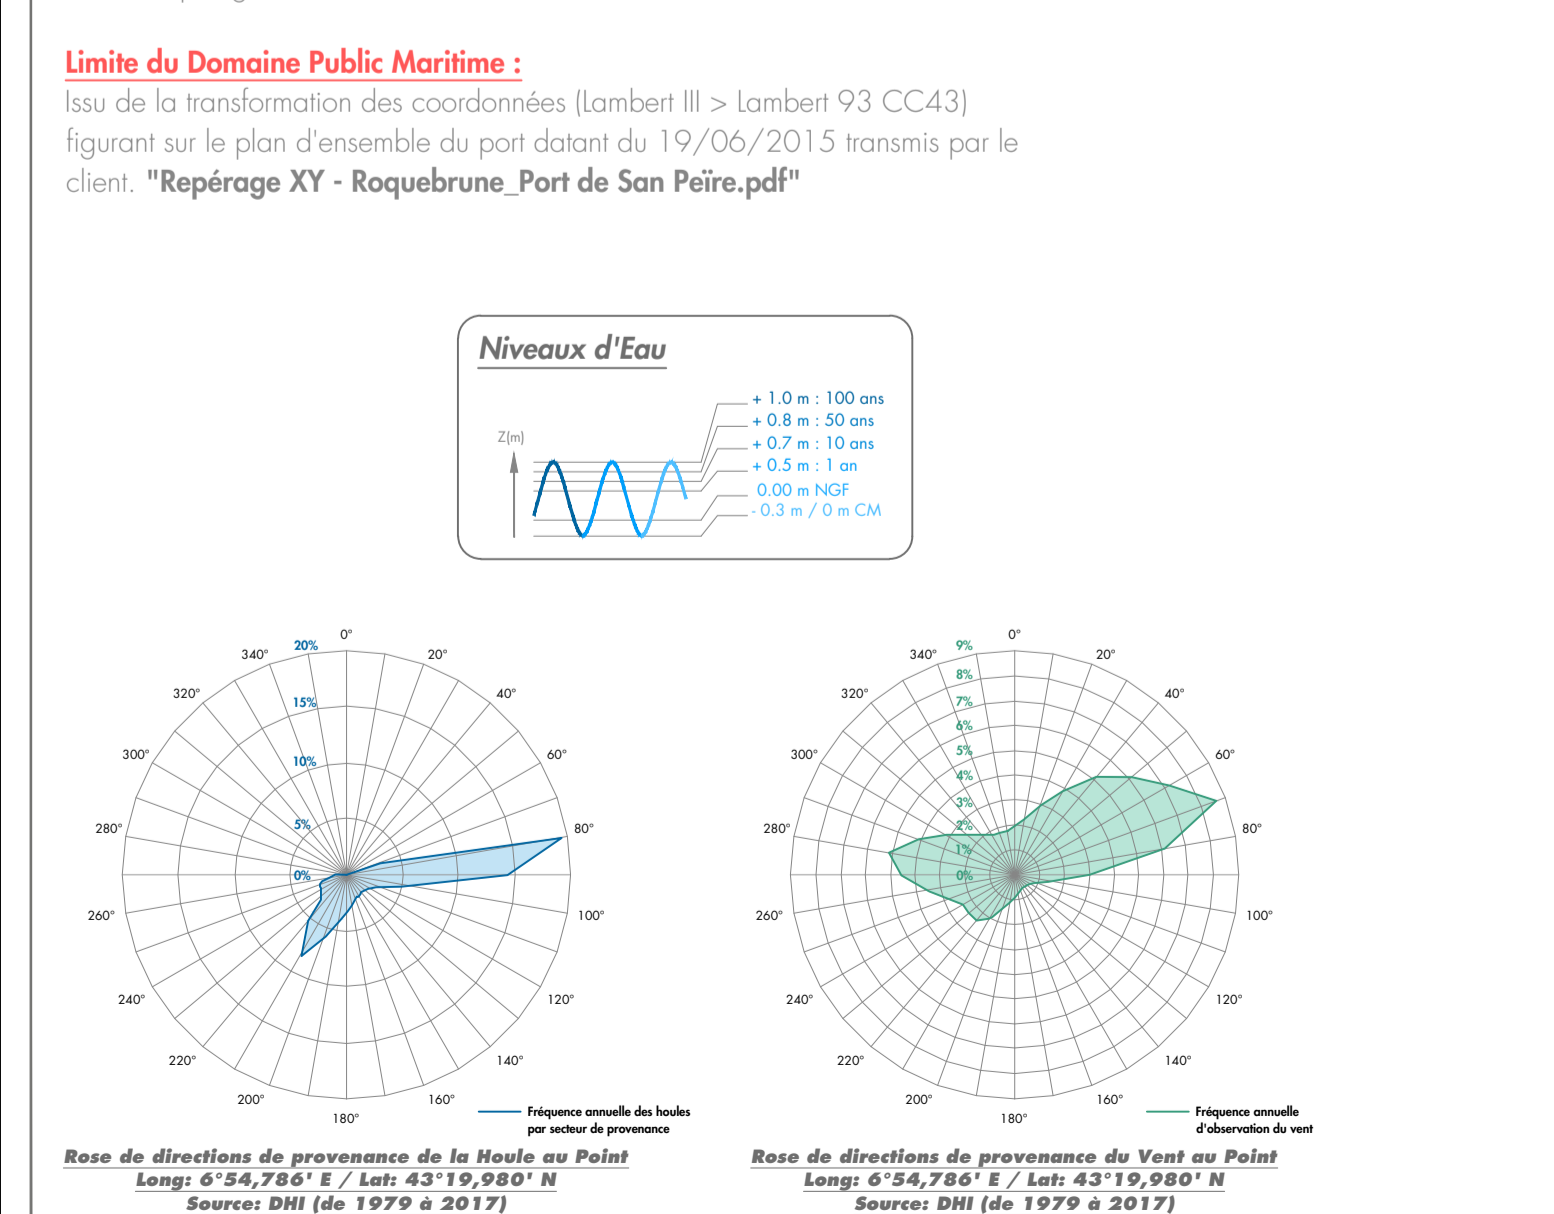 Limite du Domaine Public Maritime :
Issu de la transformation des coordonnées (Lambert III > Lambert 93 CC43)
figurant sur le plan d'ensemble du port datant du 19/06/2015 transmis par le
client. "Repérage XY - Roquebrune_Port de San Peïre.pdf"
Niveaux d'Eau
Z(m)
+ 1.0 m : 100 ans
+ 0.8 m : 50 ans
+ 0.7 m : 10 ans
+ 0.5 m : 1 an
0.00 m NGF
- 0.3 m / 0 m CM
0°
20°
40°
60°
80°
100°
120°
140°
160°
180°
200°
220°
240°
260°
280°
300°
320°
340°
20%
15%
10%
5%
0%
Fréquence annuelle des houles
par secteur de provenance
Rose de directions de provenance de la Houle au Point
Long: 6°54,786' E / Lat: 43°19,980' N
Source: DHI (de 1979 à 2017)
0°
20°
40°
60°
80°
100°
120°
140°
160°
180°
200°
220°
240°
260°
280°
300°
320°
340°
9%
8%
7%
6%
5%
4%
3%
2%
1%
0%
Fréquence annuelle
d'observation du vent
Rose de directions de provenance du Vent au Point
Long: 6°54,786' E / Lat: 43°19,980' N
Source: DHI (de 1979 à 2017)